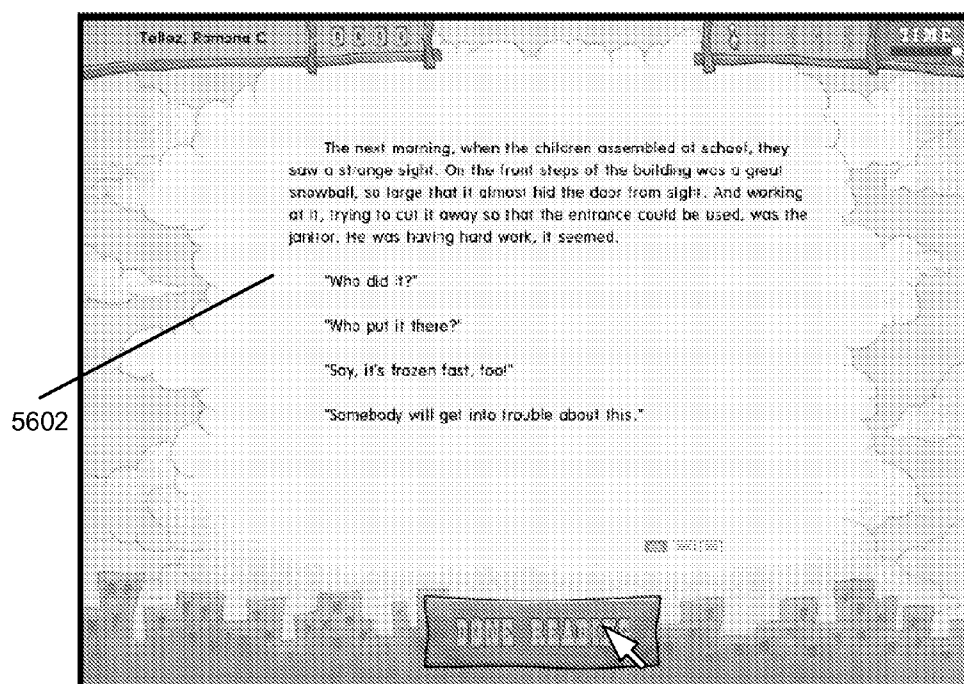 Tellez, Ramona C
0000
TIME
The next morning, when the children assembled at school, they
saw a strange sight. On the front steps of the building was a great
snowball, so large that it almost hid the door from sight. And working
at it, trying to cut it away so that the entrance could be used, was the
janitor. He was having hard work, it seemed.
"Who did it?"
"Who put it there?"
"Say, it's frozen fast, too!"
"Somebody will get into trouble about this."
5602
DONE READING